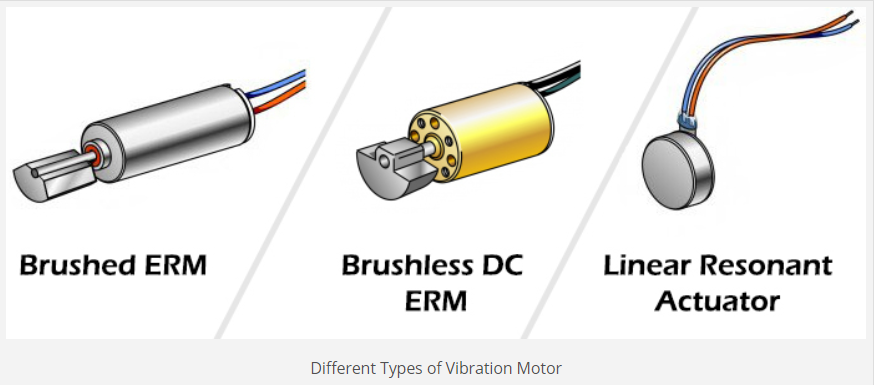 Brushed ERM
Brushless DC
ERM
Linear Resonant
Actuator
Different Types of Vibration Motor